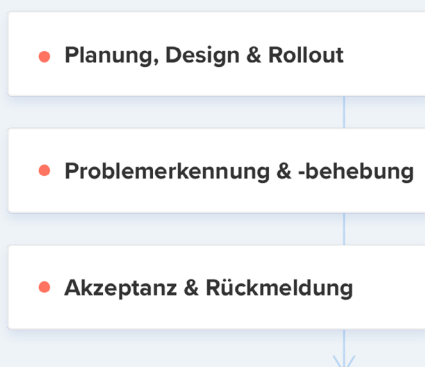 Planung, Design & Rollout
Problemerkennung & -behebung
Akzeptanz & Rückmeldung